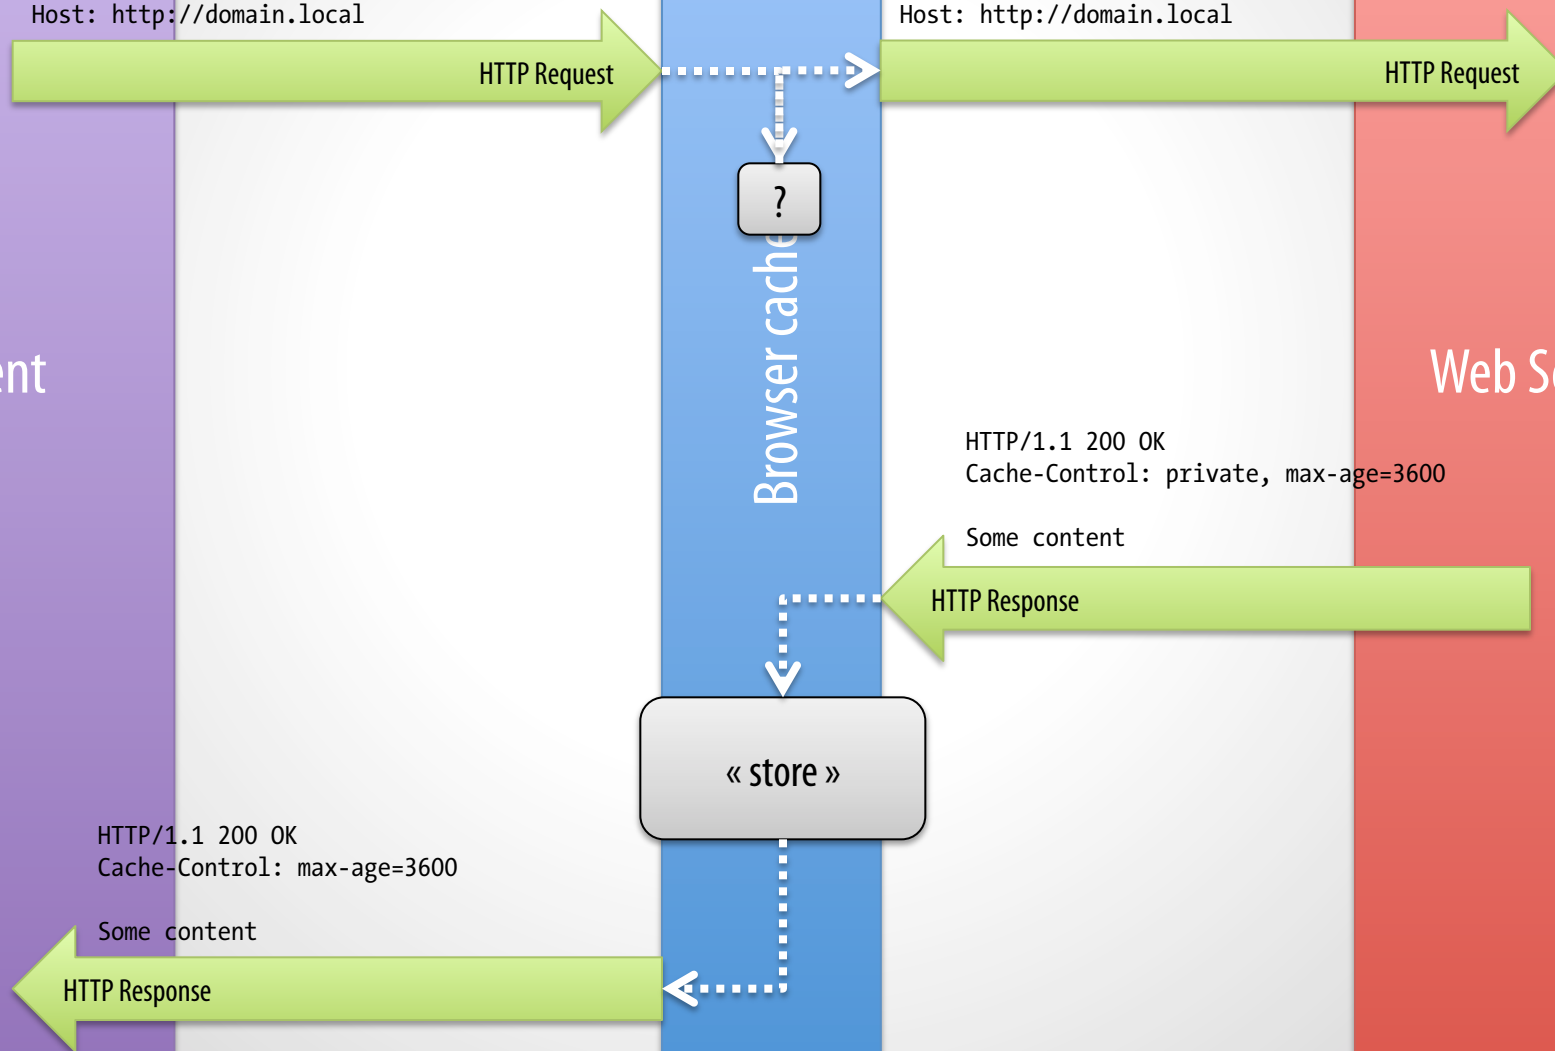 Host: http://domain.local
Host: http://domain.local
HTTP Request
HTTP Request
?
Browser cache
ent
Web Se
HTTP/1.1 200 OK
Cache-Control: private, max-age=3600
Some content
HTTP Response
« store »
HTTP/1.1 200 OK
Cache-Control: max-age=3600
Some content
HTTP Response